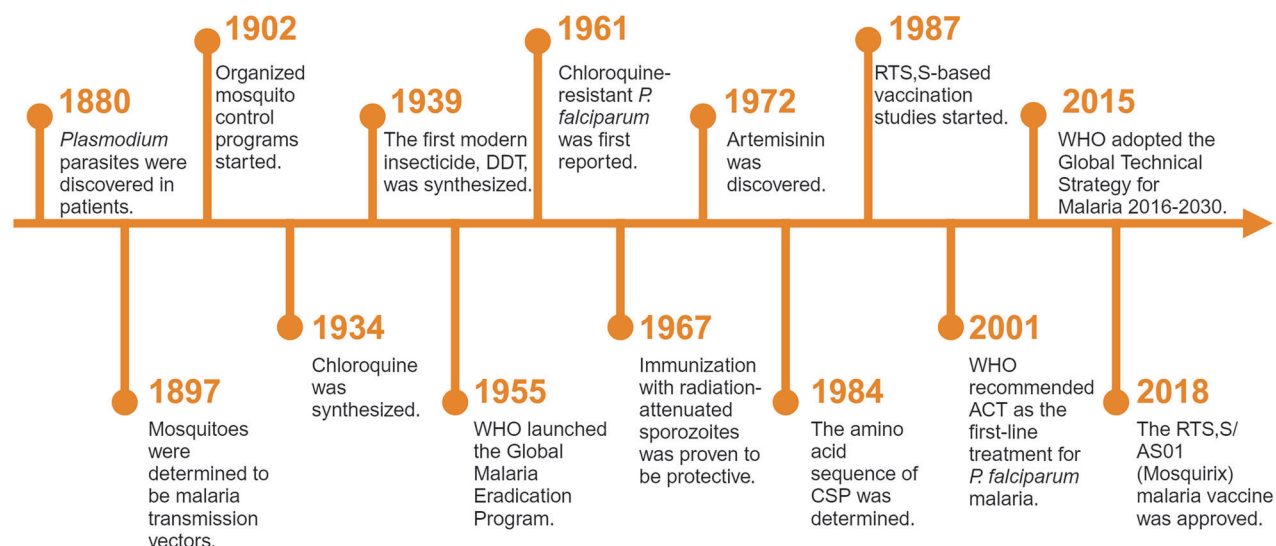 1880
Plasmodium
parasites were
discovered in
patients.
1897
Mosquitoes
were
determined to
be malaria
transmission
vectors.
1902
Organized
mosquito
control
programs
started.
1934
Chloroquine
was
synthesized.
1939
The first modern
insecticide, DDT,
was synthesized.
1955
WHO launched
the Global
Malaria
Eradication
Program.
1961
Chloroquine-
resistant P.
falciparum
was first
reported.
1967
Immunization
with radiation-
attenuated
sporozoites
was proven to
be protective.
1972
Artemisinin
was
discovered.
1984
The amino
acid
sequence of
CSP was
determined.
1987
RTS,S-based
vaccination
studies started.
2001
WHO
recommended
ACT as the
first-line
treatment for
P. falciparum
malaria.
2015
WHO adopted the
Global Technical
Strategy for
Malaria 2016-2030.
2018
The RTS,S/
AS01
(Mosquirix)
malaria vaccine
was approved.